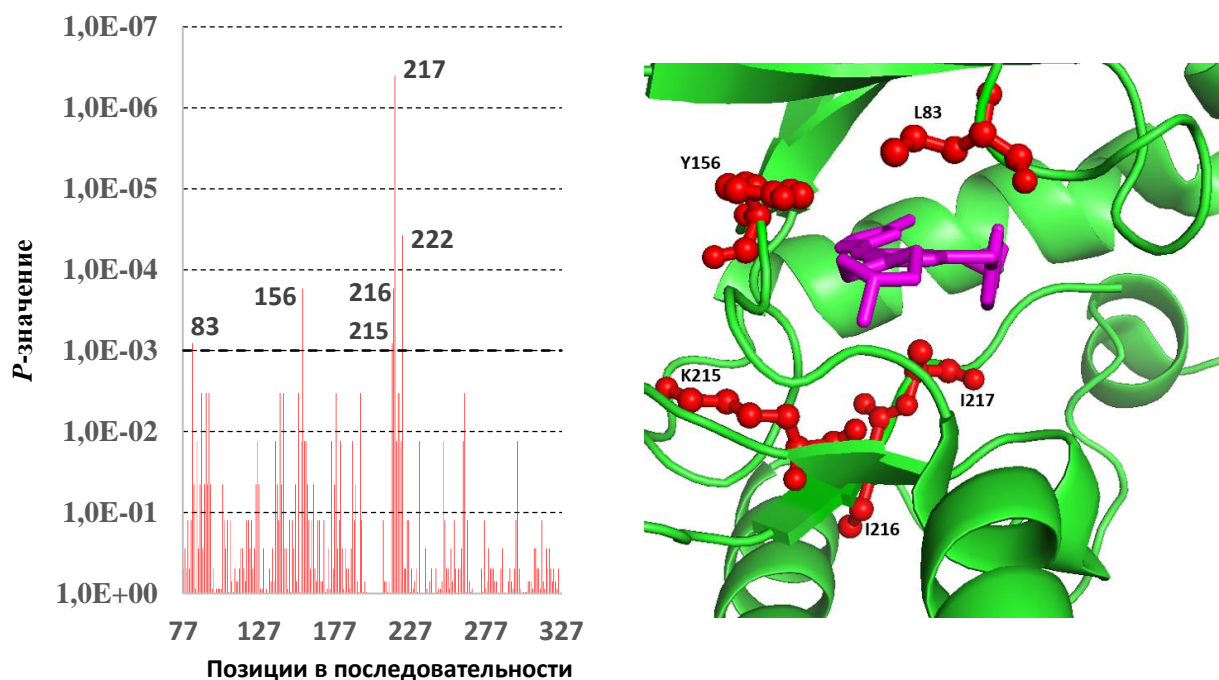 1,0E-07
1,0E-06
1,0E-05
1,0E-04
1,0E-03
1,0E-02
1,0E-01
1,0E+00
P-значение
217
222
156
216
83
215
77 127 177 227 277 327
Позиции в последовательности
L83
Y156
K215
I217
I216